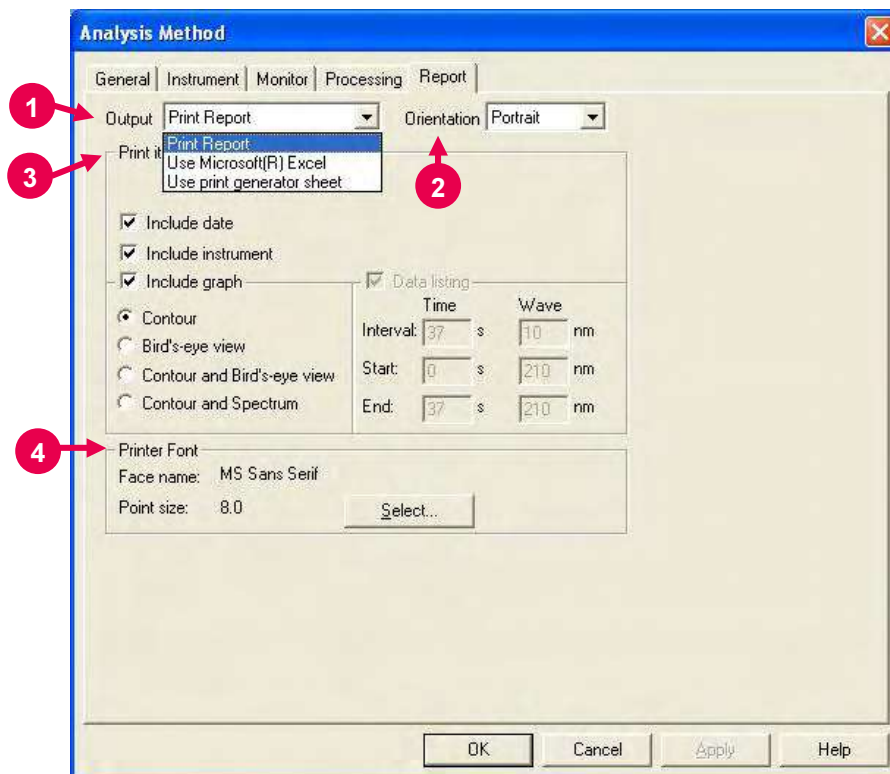 Analysis Method
General Instrument Monitor Processing Report
1
Output Print Report Orientation Portrait
Print Report
Use Microsoft(R) Excel
Use print generator sheet
2
3
Print it
Include date
Include instrument
Include graph
Contour
Bird's-eye view
Contour and Bird's-eye view
Contour and Spectrum
Data listing
Time Wave
Interval: 37 s 10 nm
Start: 0 s 210 nm
End: 37 s 210 nm
4
Printer Font
Face name: MS Sans Serif
Point size: 8.0 Select...
OK Cancel Apply Help